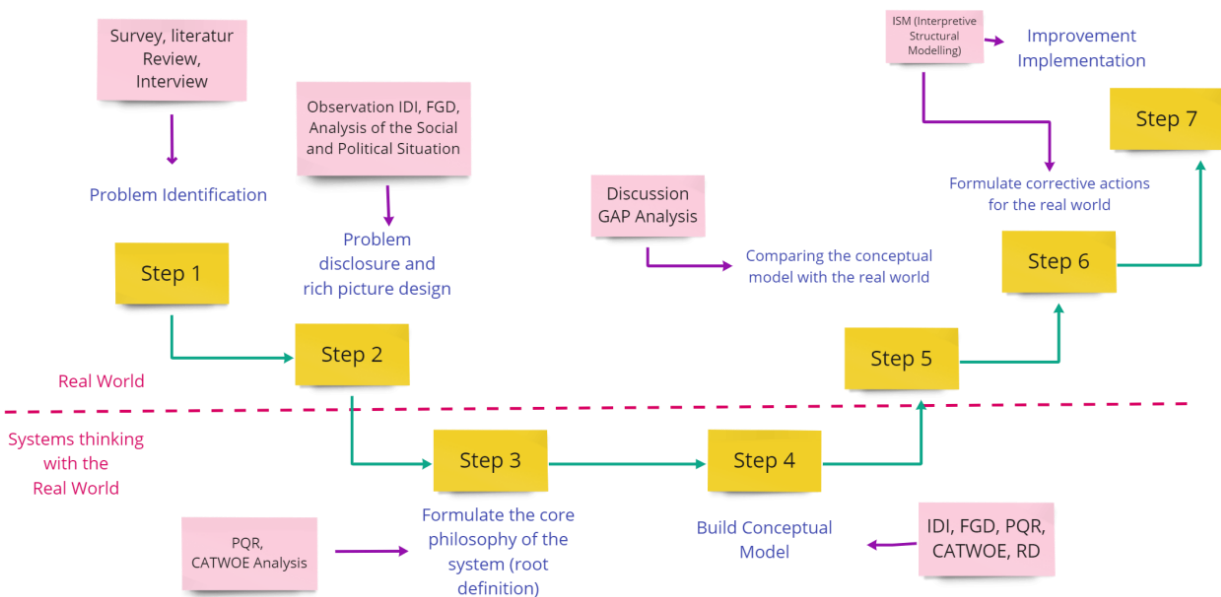 Survey, literatur
Review,
Interview
Problem Identification
Step 1
Observation IDI, FGD,
Analysis of the Social
and Political Situation
Problem
disclosure and
rich picture design
Step 2
Real World
Systems thinking
with the
Real World
Step 3
Formulate the core
philosophy of the
system (root
definition)
PQR,
CATWOE Analysis
Step 4
Build Conceptual
Model
IDI, FGD, PQR,
CATWOE, RD
Discussion
GAP Analysis
Comparing the conceptual
model with the real world
Step 5
ISM (Interpretive
Structural
Modelling)
Improvement
Implementation
Formulate corrective actions
for the real world
Step 6
Step 7